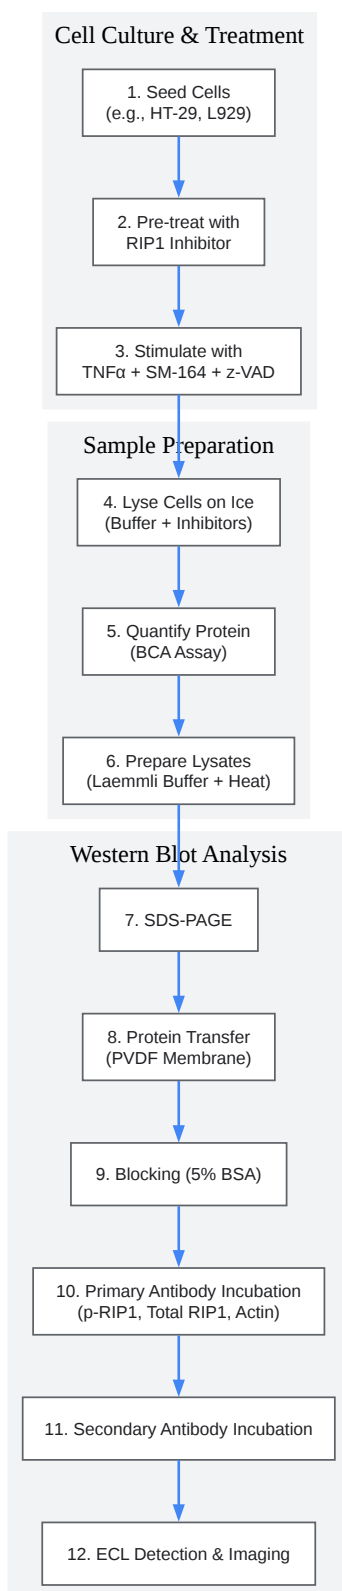 Cell Culture & Treatment
1. Seed Cells
(e.g., HT-29, L929)
2. Pre-treat with
RIP1 Inhibitor
3. Stimulate with
TNFα + SM-164 + z-VAD
Sample Preparation
4. Lyse Cells on Ice
(Buffer + Inhibitors)
5. Quantify Protein
(BCA Assay)
6. Prepare Lysates
(Laemmli Buffer + Heat)
Western Blot Analysis
7. SDS-PAGE
8. Protein Transfer
(PVDF Membrane)
9. Blocking (5% BSA)
10. Primary Antibody Incubation
(p-RIP1, Total RIP1, Actin)
11. Secondary Antibody Incubation
12. ECL Detection & Imaging